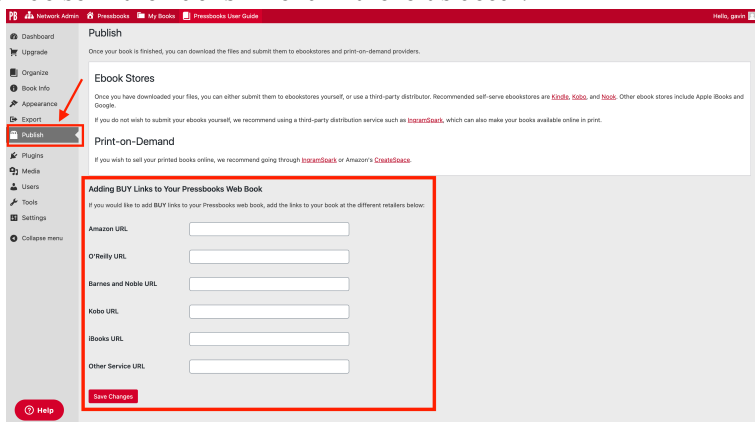 PB Network Admin Pressbooks My Books Pressbooks User Guide Hello, gavin
Dashboard
Upgrade
Organize
Book Info
Appearance
Export
Publish
Plugins
Media
Users
Tools
Settings
Collapse menu
Help
Publish
Once your book is finished, you can download the files and submit them to ebookstores and print-on-demand providers.
Ebook Stores
Once you have downloaded your files, you can either submit them to ebookstores yourself, or use a third-party distributor. Recommended self-serve ebookstores are Kindle, Kobo, and Nook. Other ebook stores include Apple iBooks and
Google.
If you do not wish to submit your ebooks yourself, we recommend using a third-party distribution service such as IngramSpark, which can also make your books available online in print.
Print-on-Demand
If you wish to sell your printed books online, we recommend going through IngramSpark or Amazon's CreateSpace.
Adding BUY Links to Your Pressbooks Web Book
If you would like to add BUY links to your Pressbooks web book, add the links to your book at the different retailers below:
Amazon URL
O'Reilly URL
Barnes and Noble URL
Kobo URL
iBooks URL
Other Service URL
Save Changes